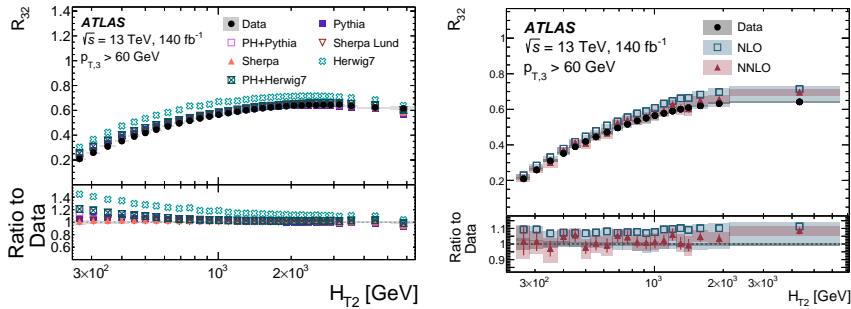 R32
ATLAS
√s = 13 TeV, 140 fb-1
pT,3 > 60 GeV
Data
Pythia
PH+Pythia
Sherpa Lund
Sherpa
Herwig7
PH+Herwig7
1.4
1.2
1
0.8
0.6
0.4
0.2
Ratio to
Data
1.4
1.2
1
0.8
0.6
3×10²
10³
2×10³
HT2 [GeV]
R32
ATLAS
√s = 13 TeV, 140 fb-1
pT,3 > 60 GeV
Data
NLO
NNLO
1
0.8
0.6
0.4
0.2
Ratio to
Data
1.1
1
0.9
3×10²
10³
2×10³
3×10³
HT2 [GeV]